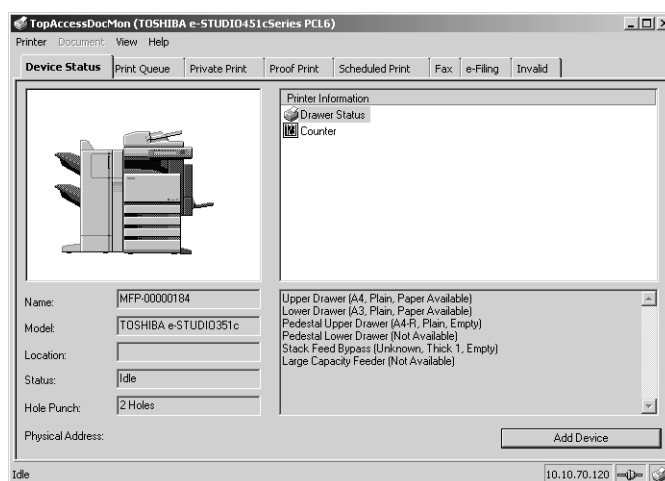 TopAccessDocMon (TOSHIBA e-STUDIO451cSeries PCL6)
Printer Document View Help
Device Status Print Queue Private Print Proof Print Scheduled Print Fax e-Filing Invalid
Printer Information
Drawer Status
Counter
Name: MFP-00000184
Model: TOSHIBA e-STUDIO351c
Location:
Status: Idle
Hole Punch: 2 Holes
Physical Address:
Upper Drawer (A4, Plain, Paper Available)
Lower Drawer (A3, Plain, Paper Available)
Pedestal Upper Drawer (A4-R, Plain, Empty)
Pedestal Lower Drawer (Not Available)
Stack Feed Bypass (Unknown, Thick 1, Empty)
Large Capacity Feeder (Not Available)
Add Device
Idle
10.10.70.120